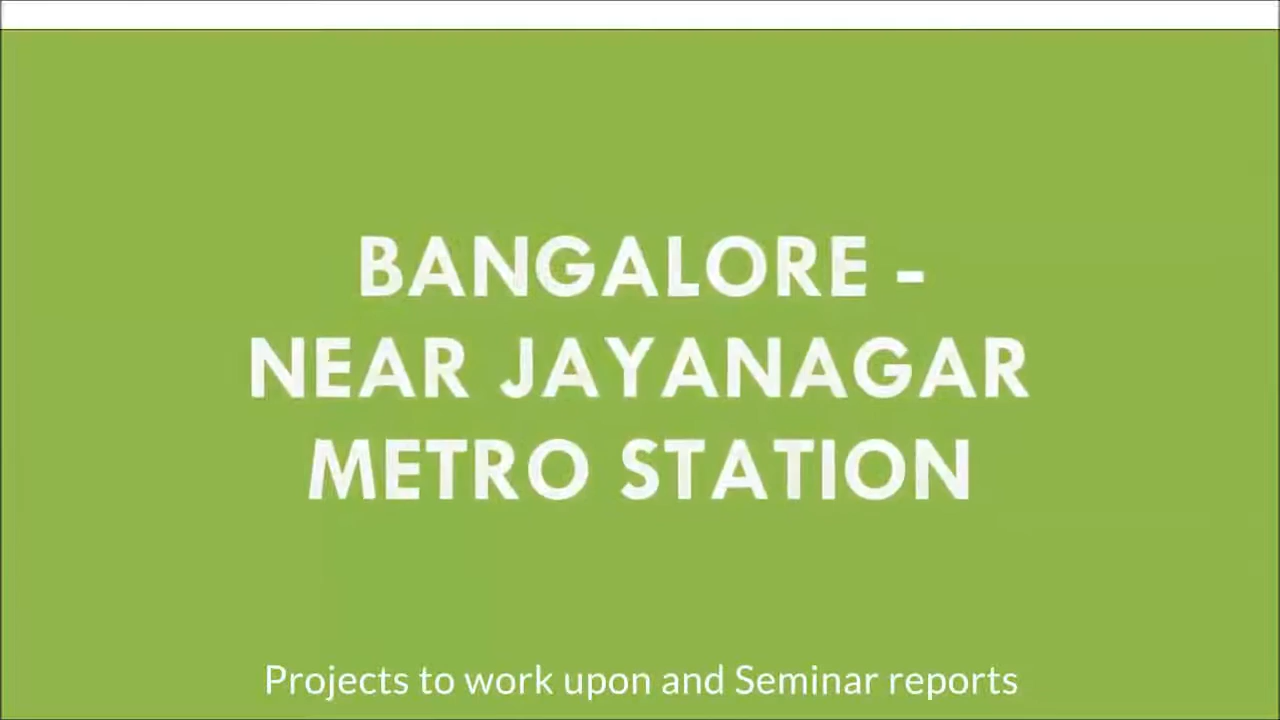 BANGALORE -
NEAR JAYANAGAR
METRO STATION
Projects to work upon and Seminar reports